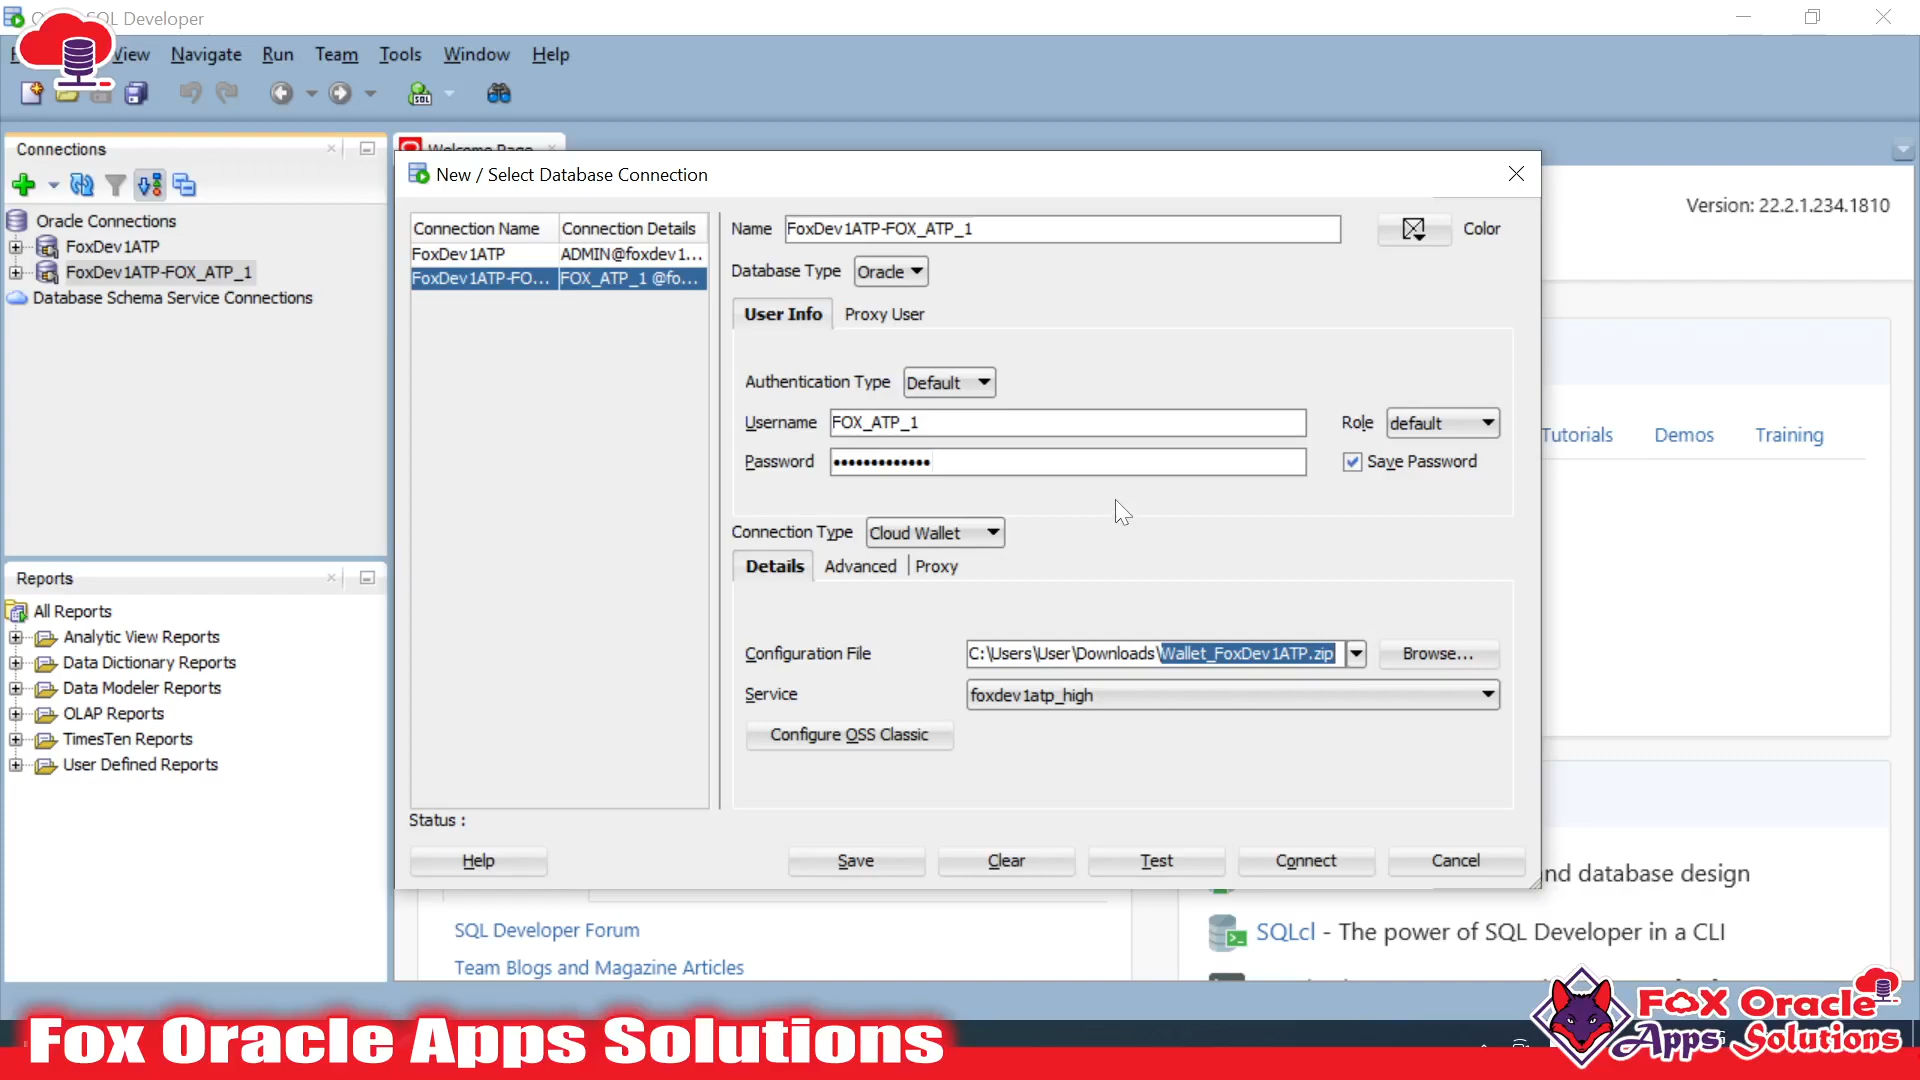 SQL Developer
View Navigate Run Team Tools Window Help
Connections
Oracle Connections
FoxDev1ATP
FoxDev1ATP-FOX_ATP_1
Database Schema Service Connections
Reports
All Reports
Analytic View Reports
Data Dictionary Reports
Data Modeler Reports
OLAP Reports
TimesTen Reports
User Defined Reports
Welcome Page
Version: 22.2.1.234.1810
Tutorials Demos Training
New / Select Database Connection
Connection Name Connection Details
FoxDev1ATP ADMIN@foxdev1...
FoxDev1ATP-FO... FOX_ATP_1 @fo...
Name FoxDev1ATP-FOX_ATP_1 Color
Database Type Oracle
User Info Proxy User
Authentication Type Default
Username FOX_ATP_1 Role default
Password ••••••••••••• Save Password
Connection Type Cloud Wallet
Details Advanced Proxy
Configuration File C:\Users\User\Downloads\Wallet_FoxDev1ATP.zip Browse...
Service foxdev1atp_high
Configure OSS Classic
Status :
Help Save Clear Test Connect Cancel
nd database design
SQL Developer Forum
SQLcl - The power of SQL Developer in a CLI
Team Blogs and Magazine Articles
Fox Oracle Apps Solutions
Fox Oracle
Apps Solutions